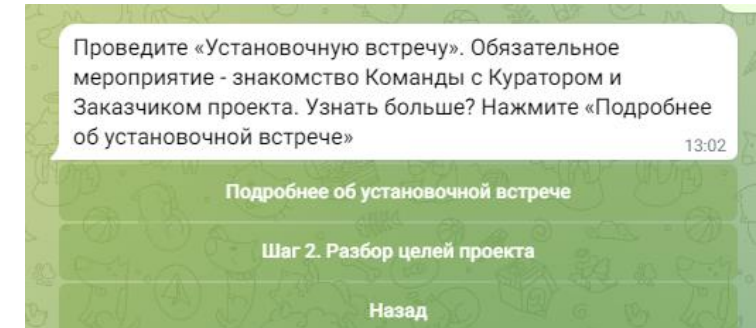 Проведите «Установочную встречу». Обязательное
мероприятие - знакомство Команды с Куратором и
Заказчиком проекта. Узнать больше? Нажмите «Подробнее
об установочной встрече»
13:02
Подробнее об установочной встрече
Шаг 2. Разбор целей проекта
Назад